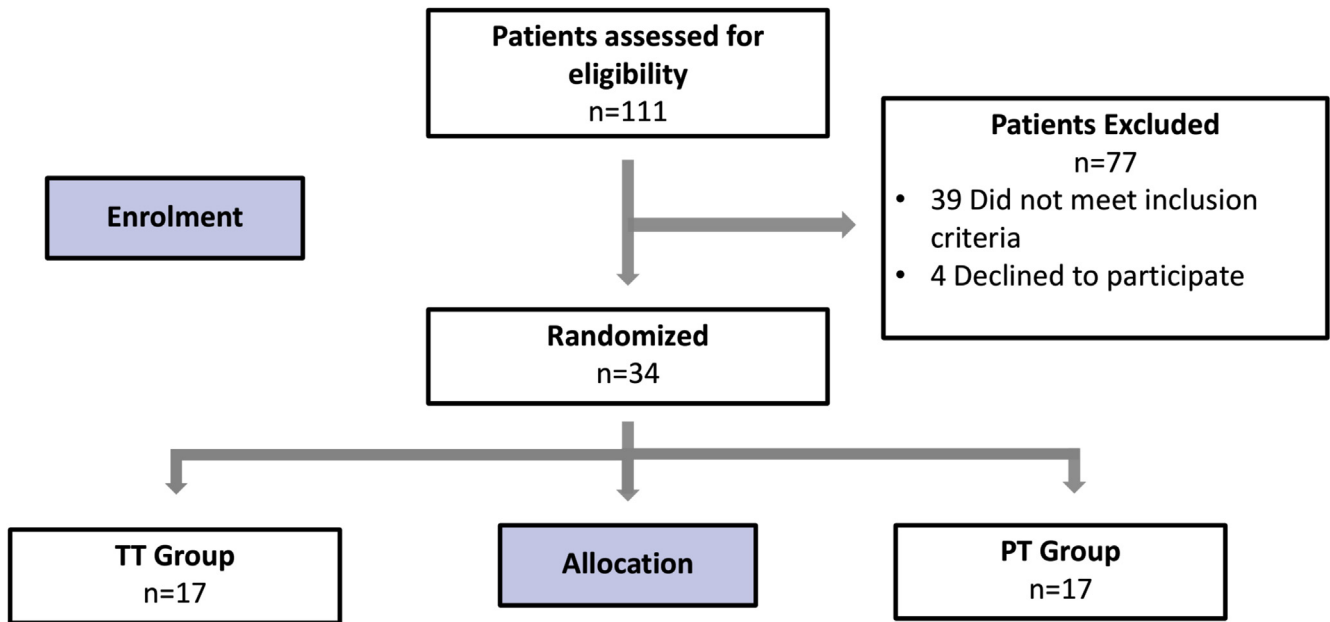 Patients assessed for
eligibility
n=111
Patients Excluded
n=77
• 39 Did not meet inclusion
criteria
• 4 Declined to participate
Enrolment
Randomized
n=34
TT Group
n=17
Allocation
PT Group
n=17